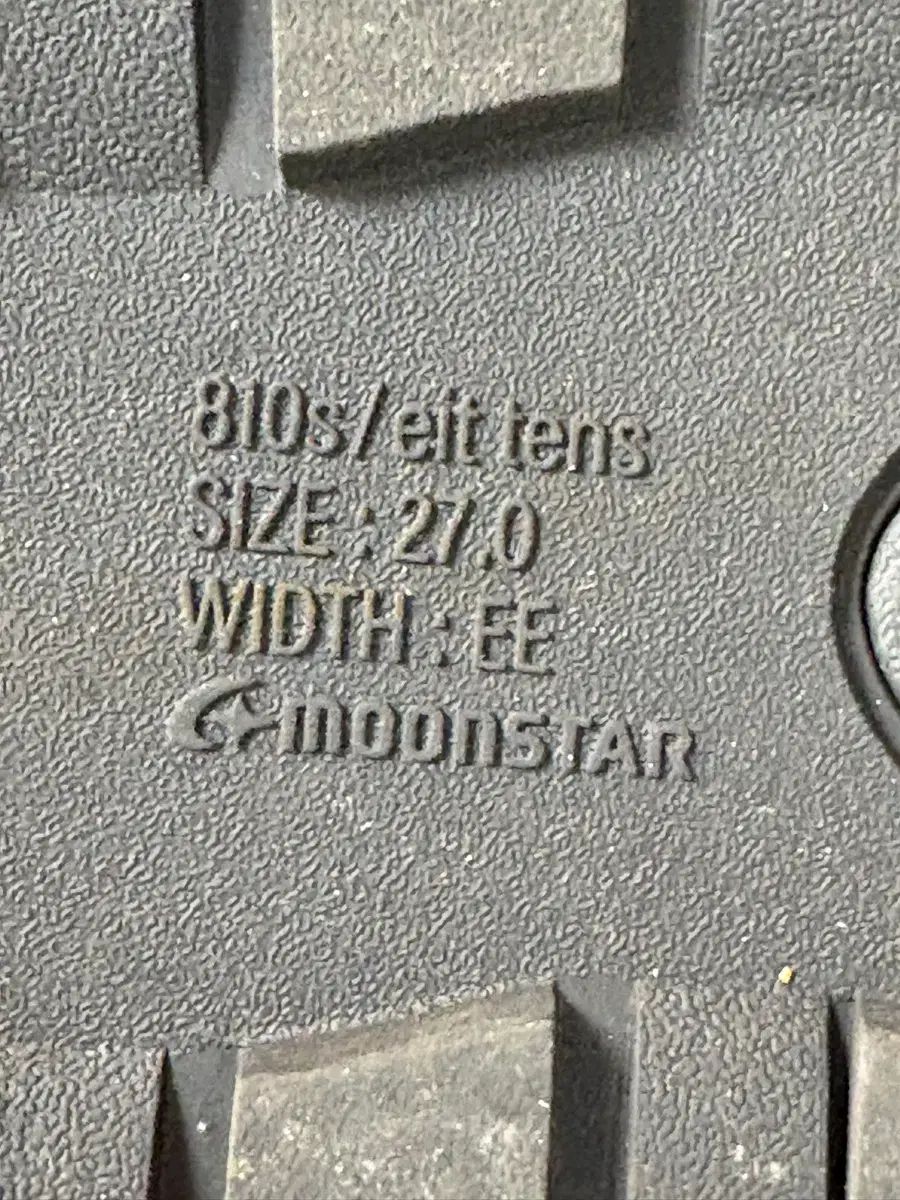 810s/eit tens
SIZE : 27.0
WIDTH : EE
moonSTAR